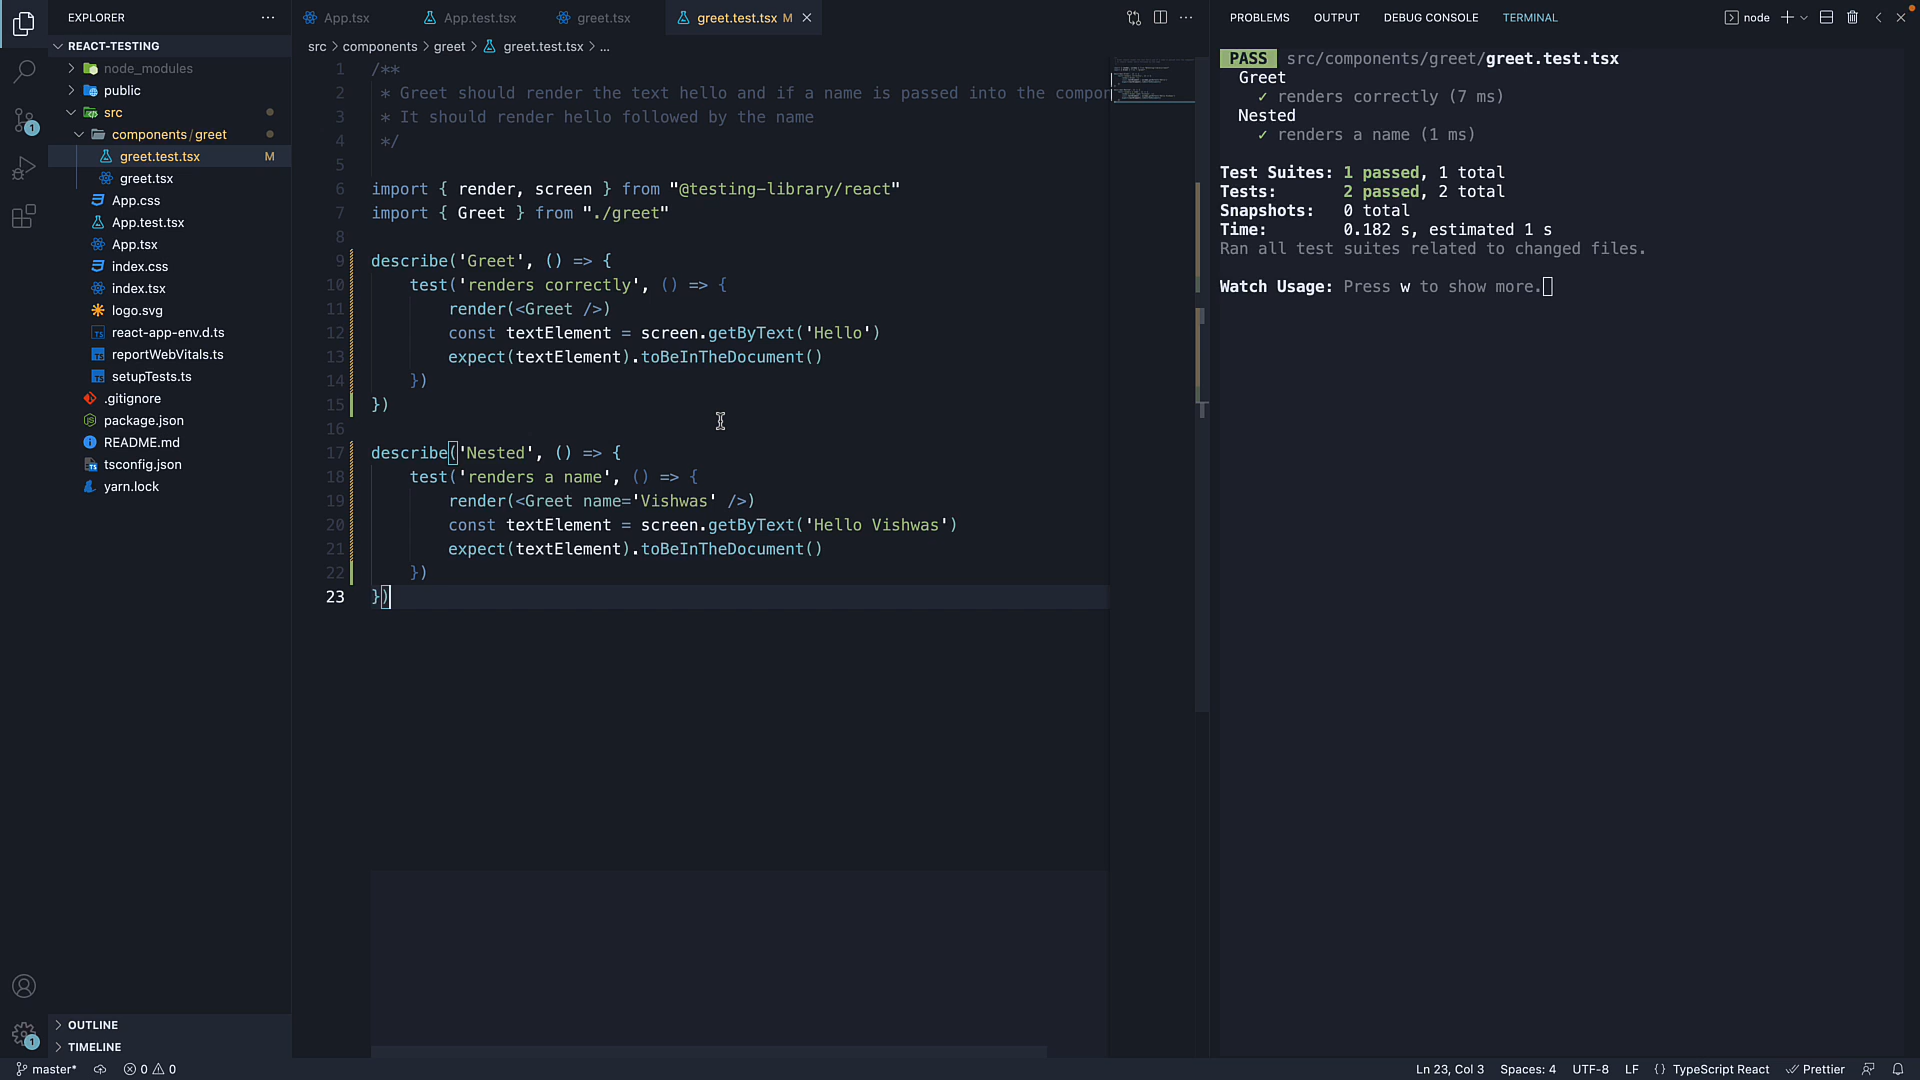 EXPLORER
REACT-TESTING
node_modules
public
src
components/greet
greet.test.tsx M
greet.tsx
App.css
App.test.tsx
App.tsx
index.css
index.tsx
logo.svg
react-app-env.d.ts
reportWebVitals.ts
setupTests.ts
.gitignore
package.json
README.md
tsconfig.json
yarn.lock
OUTLINE
TIMELINE
1
1
App.tsx App.test.tsx greet.tsx greet.test.tsx M
src > components > greet > greet.test.tsx > ...
1 /**
2 * Greet should render the text hello and if a name is passed into the compor
3 * It should render hello followed by the name
4 */
5
6 import { render, screen } from "@testing-library/react"
7 import { Greet } from "./greet"
8
9 describe('Greet', () => {
10 test('renders correctly', () => {
11 render(<Greet />)
12 const textElement = screen.getByText('Hello')
13 expect(textElement).toBeInTheDocument()
14 })
15 })
16
17 describe('Nested', () => {
18 test('renders a name', () => {
19 render(<Greet name='Vishwas' />)
20 const textElement = screen.getByText('Hello Vishwas')
21 expect(textElement).toBeInTheDocument()
22 })
23 })
PROBLEMS OUTPUT DEBUG CONSOLE TERMINAL node
PASS src/components/greet/greet.test.tsx
Greet
✓ renders correctly (7 ms)
Nested
✓ renders a name (1 ms)
Test Suites: 1 passed, 1 total
Tests: 2 passed, 2 total
Snapshots: 0 total
Time: 0.182 s, estimated 1 s
Ran all test suites related to changed files.
Watch Usage: Press w to show more.
master* 0 0 Ln 23, Col 3 Spaces: 4 UTF-8 LF { } TypeScript React Prettier